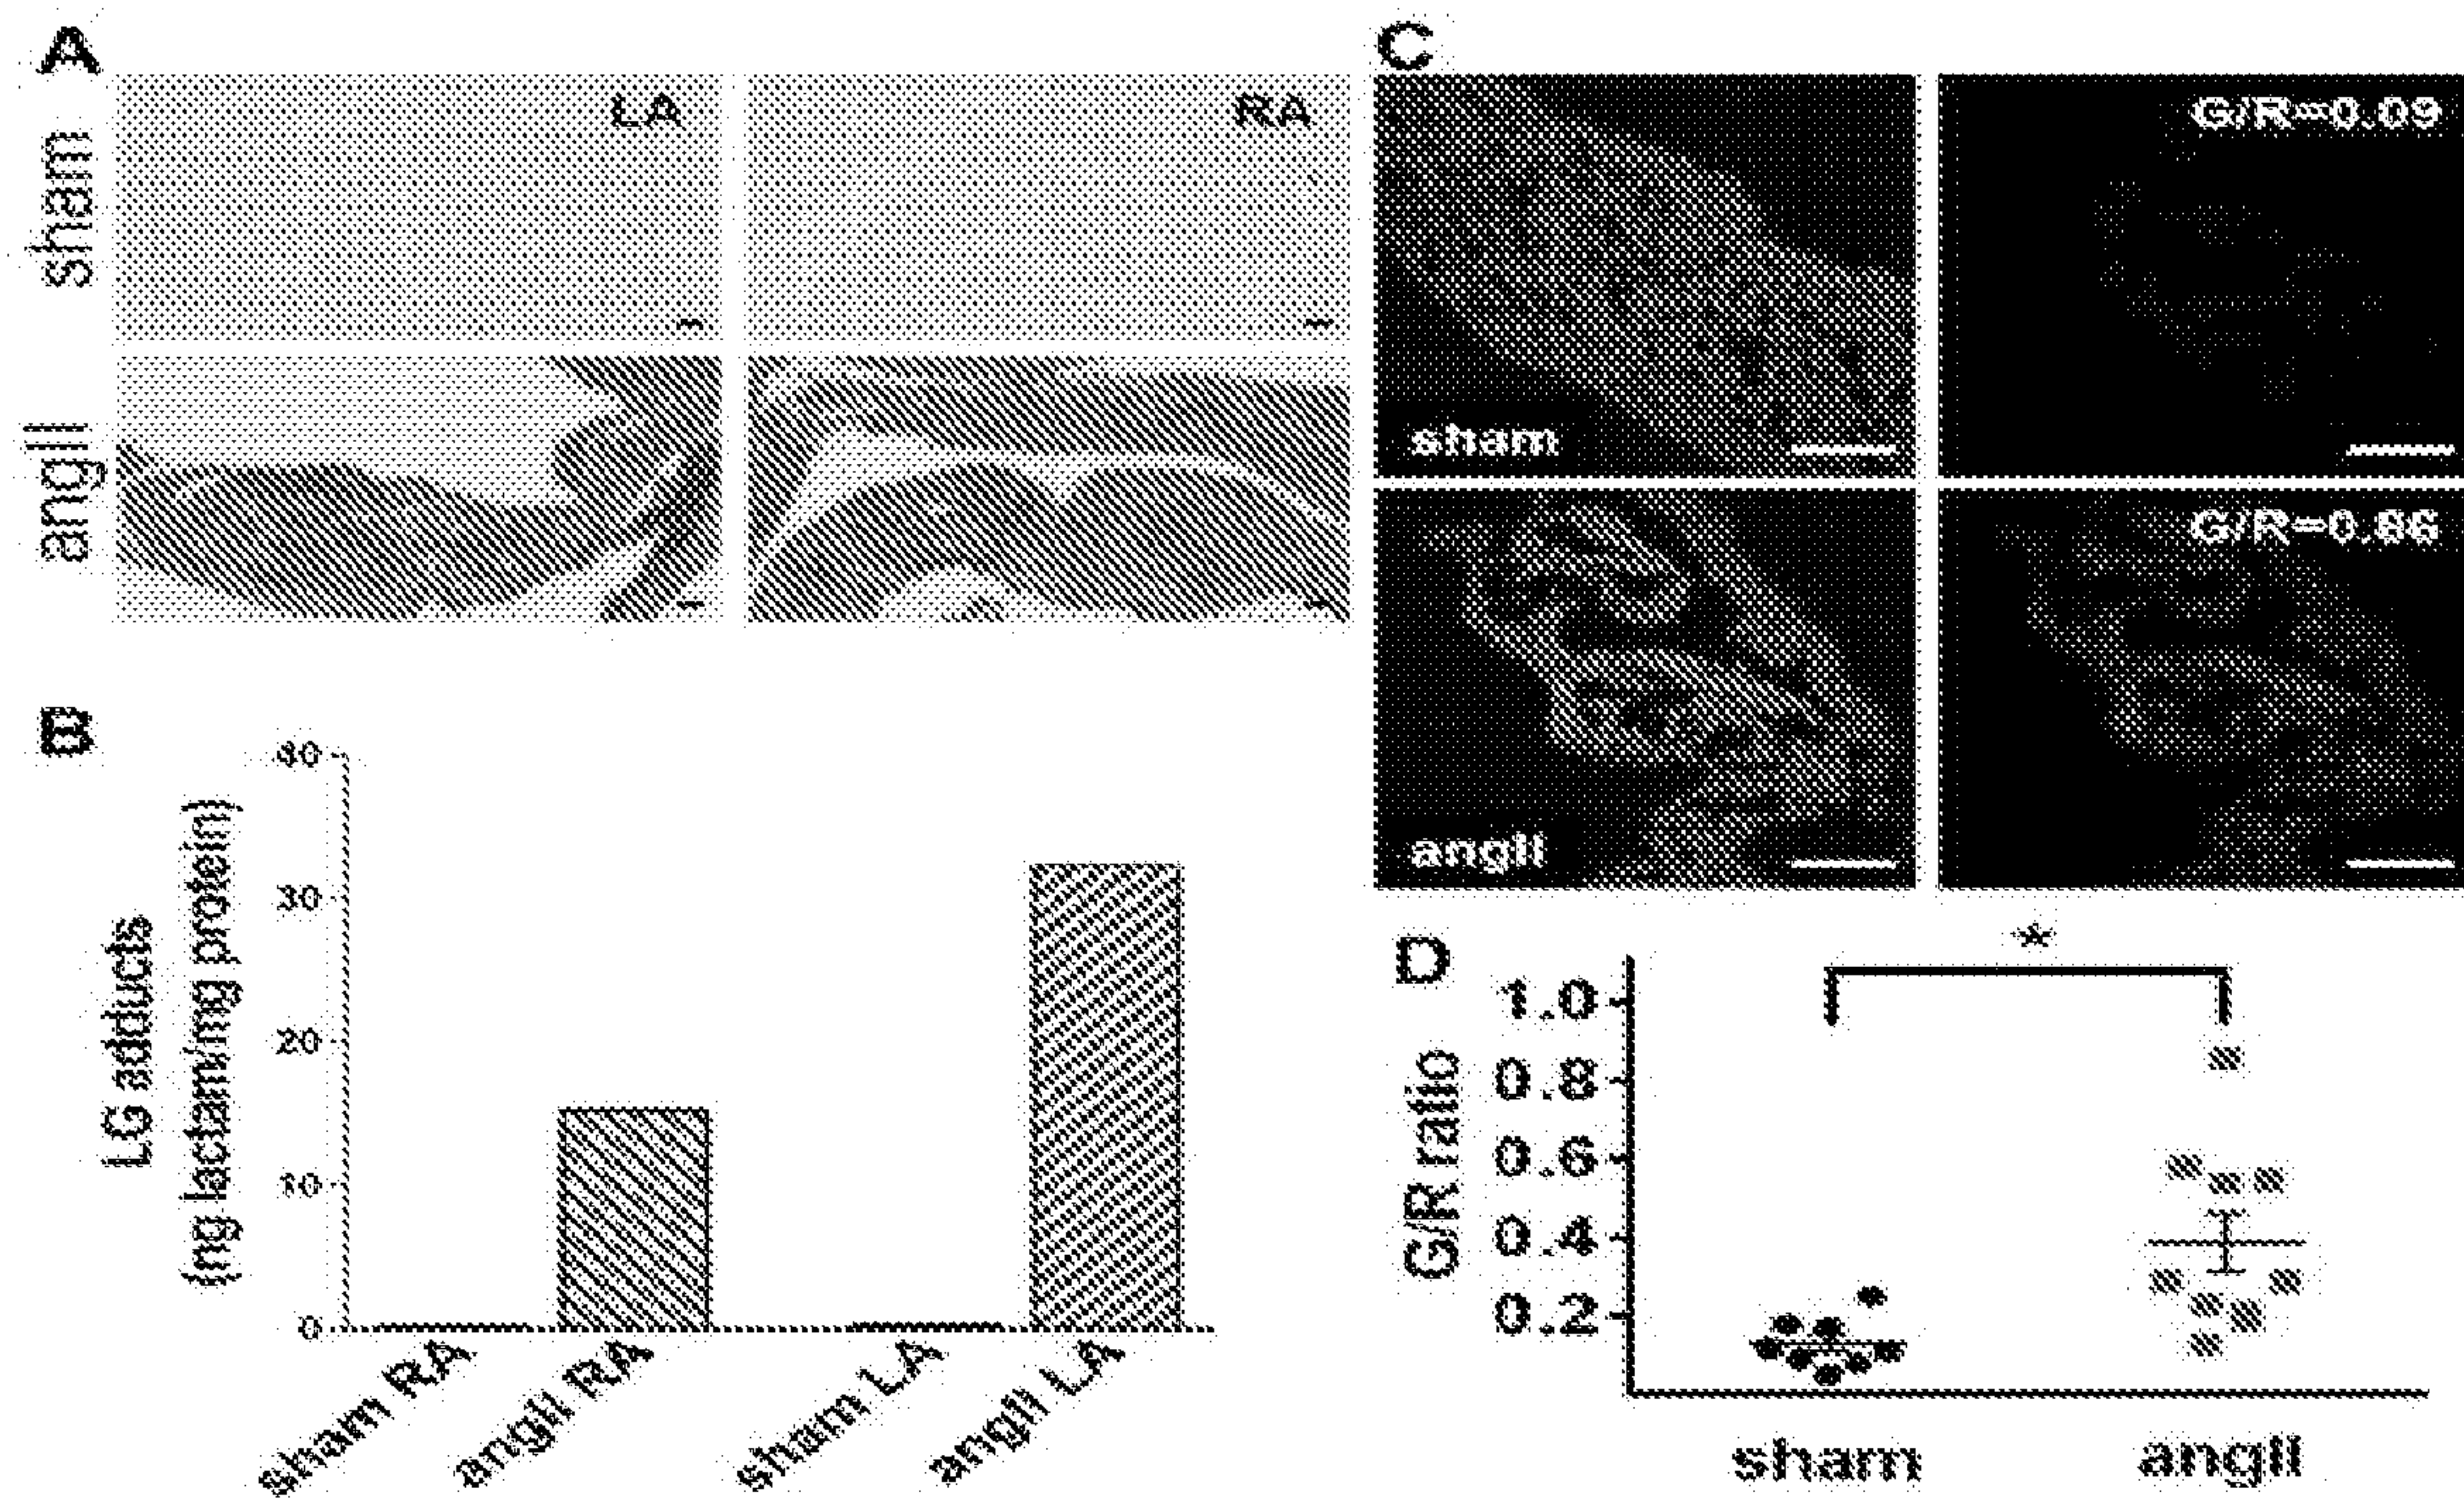 A
LA
RA
sham
angII
B
40
30
20
10
0
LG adducts
(ng lactam/mg protein)
sham RA
angII RA
sham LA
angII LA
C
G/R=0.09
sham
G/R=0.86
angII
D
*
1.0
0.8
0.6
0.4
0.2
G/R ratio
sham
angII